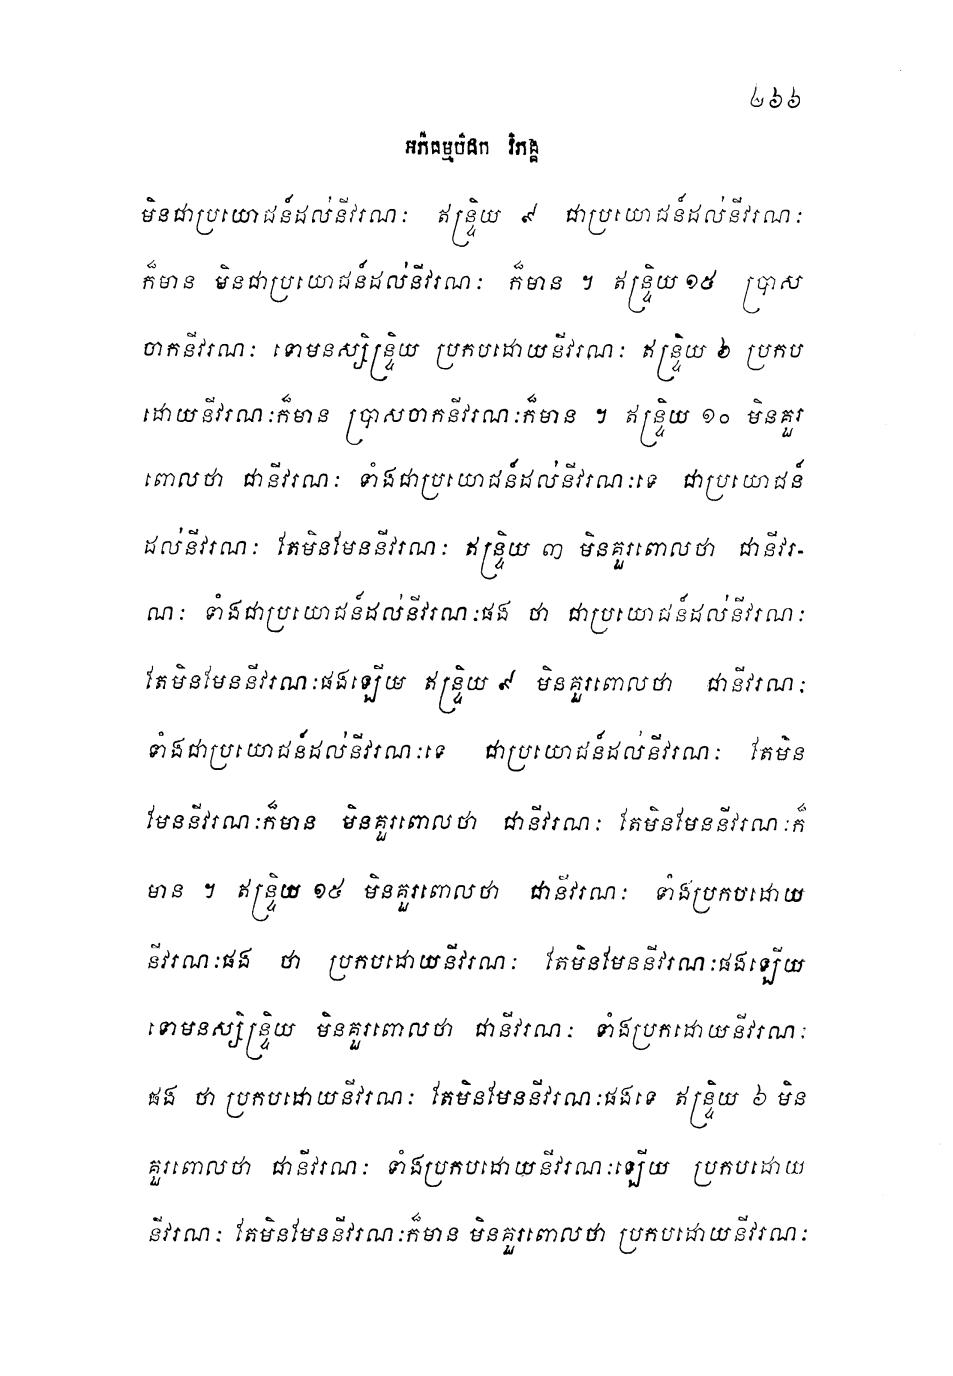 ២៦៦
អភិធម្មបិដក វិភង្គ
មិនជាប្រយោជន៍ដល់នីវរណៈ ឥន្ទ្រិយ ៩ ជាប្រយោជន៍ដល់នីវរណៈ
ក៏មាន មិនជាប្រយោជន៍ដល់នីវរណៈ ក៏មាន ។ ឥន្ទ្រិយ ១៥ ប្រាស
ចាកនីវរណៈ ទោមនស្សិន្ទ្រិយ ប្រកបដោយនីវរណៈ ឥន្ទ្រិយ ៦ ប្រកប
ដោយនីវរណៈក៏មាន ប្រាសចាកនីវរណៈក៏មាន ។ ឥន្ទ្រិយ ១០ មិនគួរ
ពោលថា ជានីវរណៈ ទាំងជាប្រយោជន៍ដល់នីវរណៈទេ ជាប្រយោជន៍
ដល់នីវរណៈ តែមិនមែននីវរណៈ ឥន្ទ្រិយ ៣ មិនគួរពោលថា ជានីវរ-
ណៈ ទាំងជាប្រយោជន៍ដល់នីវរណៈផង ថា ជាប្រយោជន៍ដល់នីវរណៈ
តែមិនមែននីវរណៈផងឡើយ ឥន្ទ្រិយ ៩ មិនគួរពោលថា ជានីវរណៈ
ទាំងជាប្រយោជន៍ដល់នីវរណៈទេ ជាប្រយោជន៍ដល់នីវរណៈ តែមិន
មែននីវរណៈក៏មាន មិនគួរពោលថា ជានីវរណៈ តែមិនមែននីវរណៈក៏
មាន ។ ឥន្ទ្រិយ ១៥ មិនគួរពោលថា ជានីវរណៈ ទាំងប្រកបដោយ
នីវរណៈផង ថា ប្រកបដោយនីវរណៈ តែមិនមែននីវរណៈផងឡើយ
ទោមនស្សិន្ទ្រិយ មិនគួរពោលថា ជានីវរណៈ ទាំងប្រកដោយនីវរណៈ
ផង ថា ប្រកបដោយនីវរណៈ តែមិនមែននីវរណៈផងទេ ឥន្ទ្រិយ ៦ មិន
គួរពោលថា ជានីវរណៈ ទាំងប្រកបដោយនីវរណៈឡើយ ប្រកបដោយ
នីវរណៈ តែមិនមែននីវរណៈក៏មាន មិនគួរពោលថា ប្រកបដោយនីវរណៈ